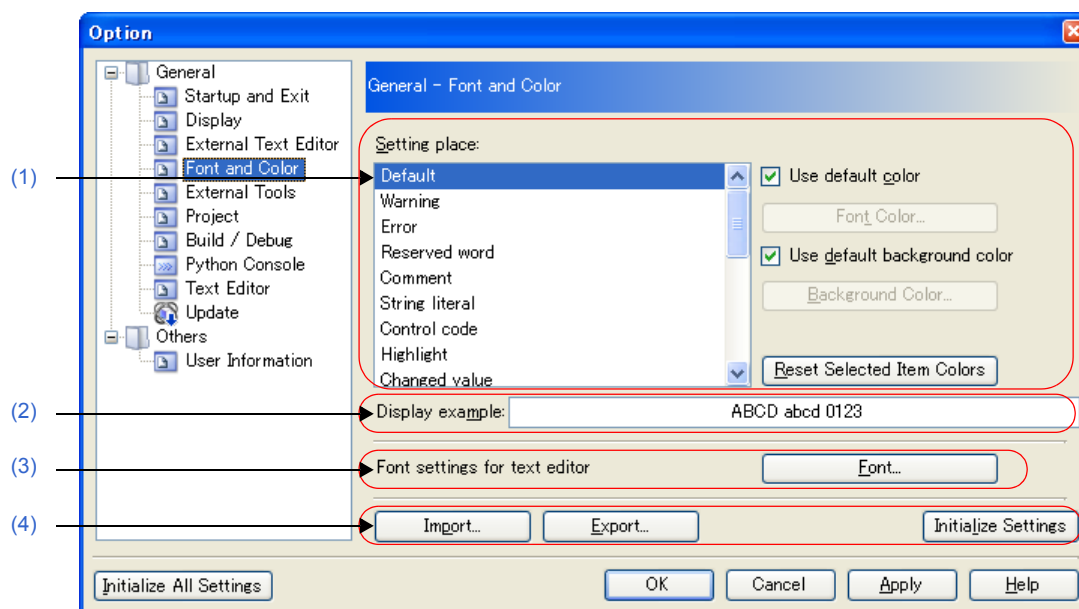 Option
General
Startup and Exit
Display
External Text Editor
Font and Color
External Tools
Project
Build / Debug
Python Console
Text Editor
Update
Others
User Information
General - Font and Color
Setting place:
Default
Warning
Error
Reserved word
Comment
String literal
Control code
Highlight
Changed value
Use default color
Font Color...
Use default background color
Background Color...
Reset Selected Item Colors
Display example:
ABCD abcd 0123
Font settings for text editor
Font...
Import...
Export...
Initialize Settings
Initialize All Settings
OK
Cancel
Apply
Help
(1)
(2)
(3)
(4)